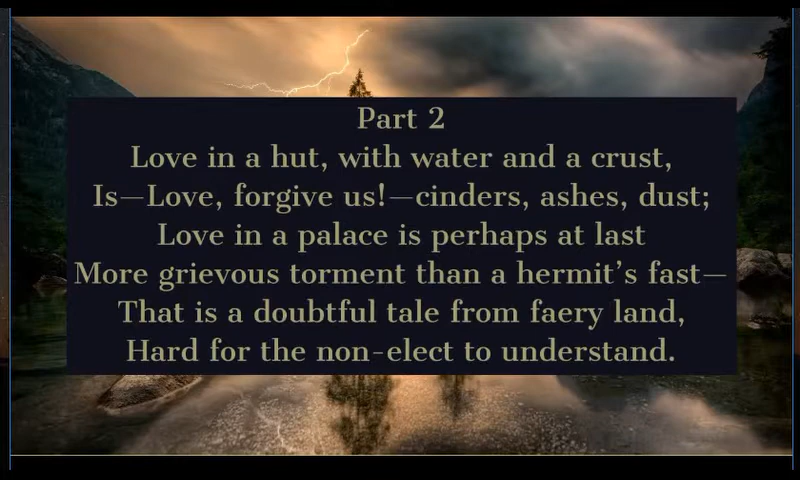 Part 2
Love in a hut, with water and a crust,
Is—Love, forgive us!—cinders, ashes, dust;
Love in a palace is perhaps at last
More grievous torment than a hermit’s fast—
That is a doubtful tale from faery land,
Hard for the non-elect to understand.